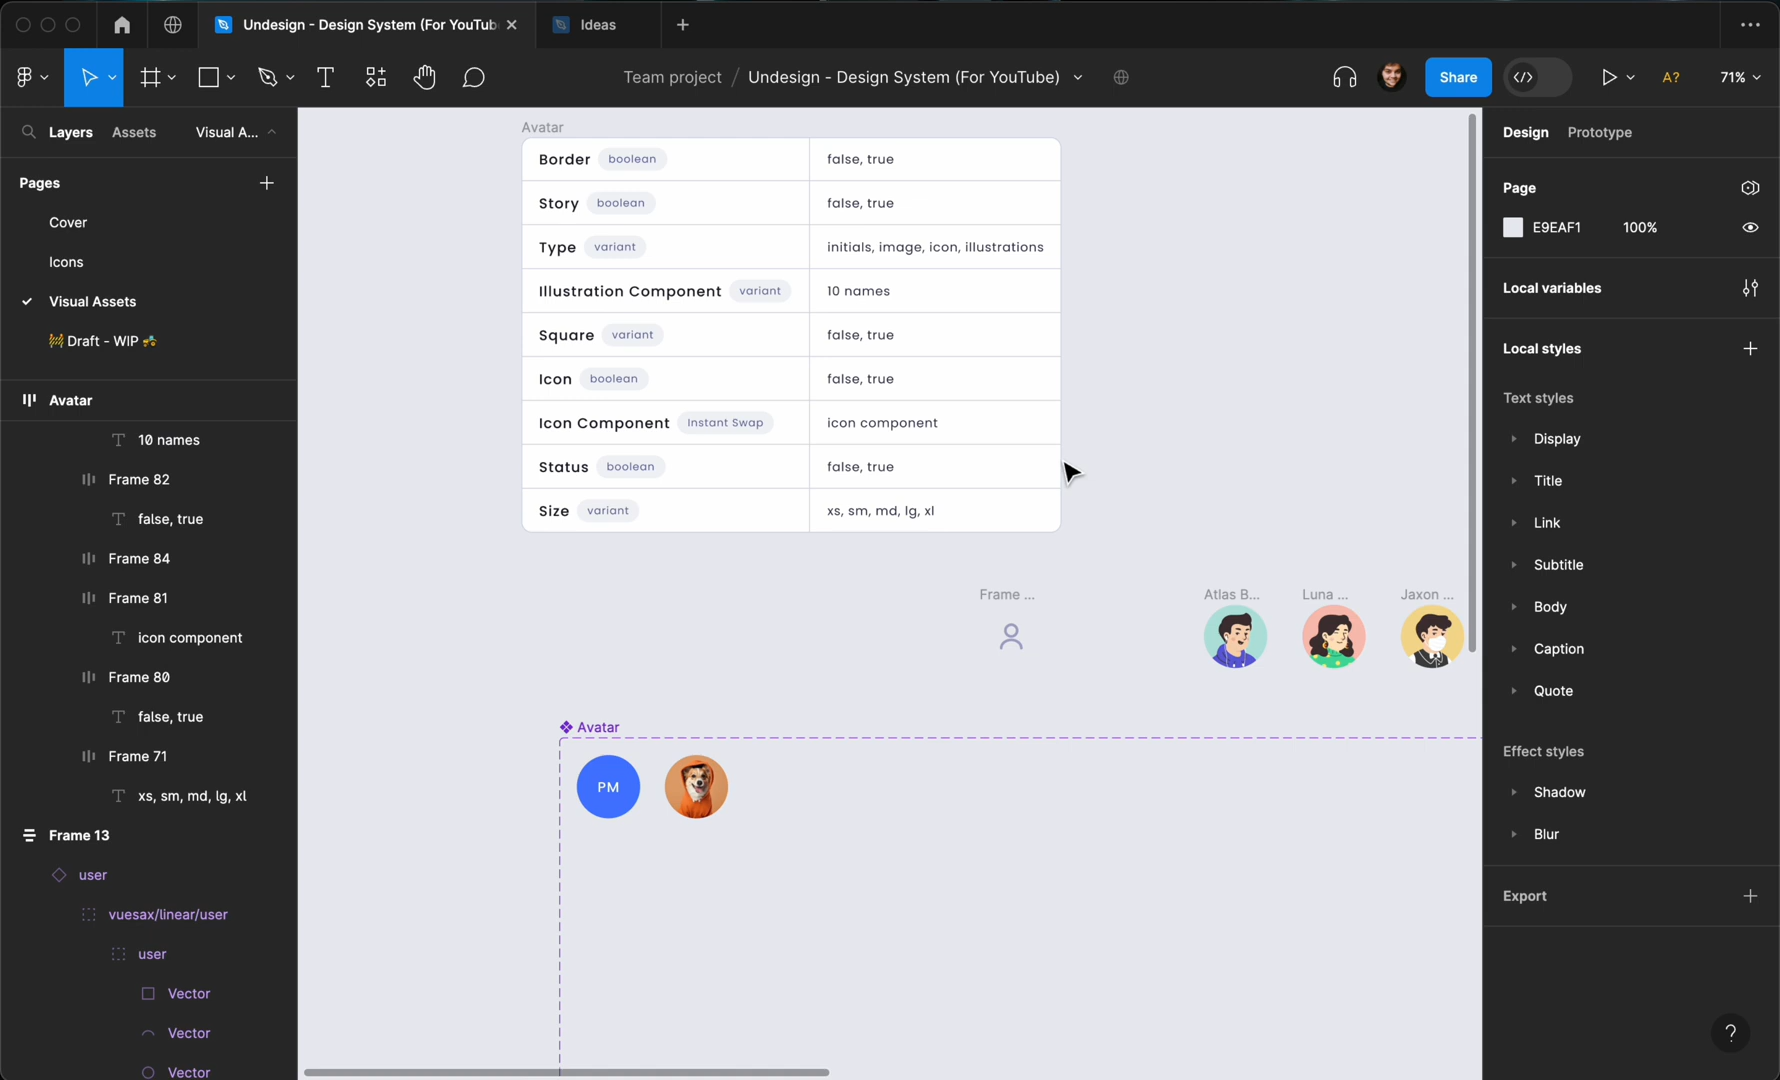 Undesign - Design System (For YouTub
Ideas
Team project / Undesign - Design System (For YouTube)
Share
A?
71%
Layers
Assets
Visual A...
Pages
Cover
Icons
Visual Assets
🚧 Draft - WIP 🚜
Avatar
10 names
Frame 82
false, true
Frame 84
Frame 81
icon component
Frame 80
false, true
Frame 71
xs, sm, md, lg, xl
Frame 13
user
vuesax/linear/user
user
Vector
Vector
Vector
Avatar
Border boolean false, true
Story boolean false, true
Type variant initials, image, icon, illustrations
Illustration Component variant 10 names
Square variant false, true
Icon boolean false, true
Icon Component Instant Swap icon component
Status boolean false, true
Size variant xs, sm, md, lg, xl
Frame ...
Atlas B...
Luna ...
Jaxon ...
Avatar
PM
Design
Prototype
Page
E9EAF1 100%
Local variables
Local styles
Text styles
Display
Title
Link
Subtitle
Body
Caption
Quote
Effect styles
Shadow
Blur
Export
?